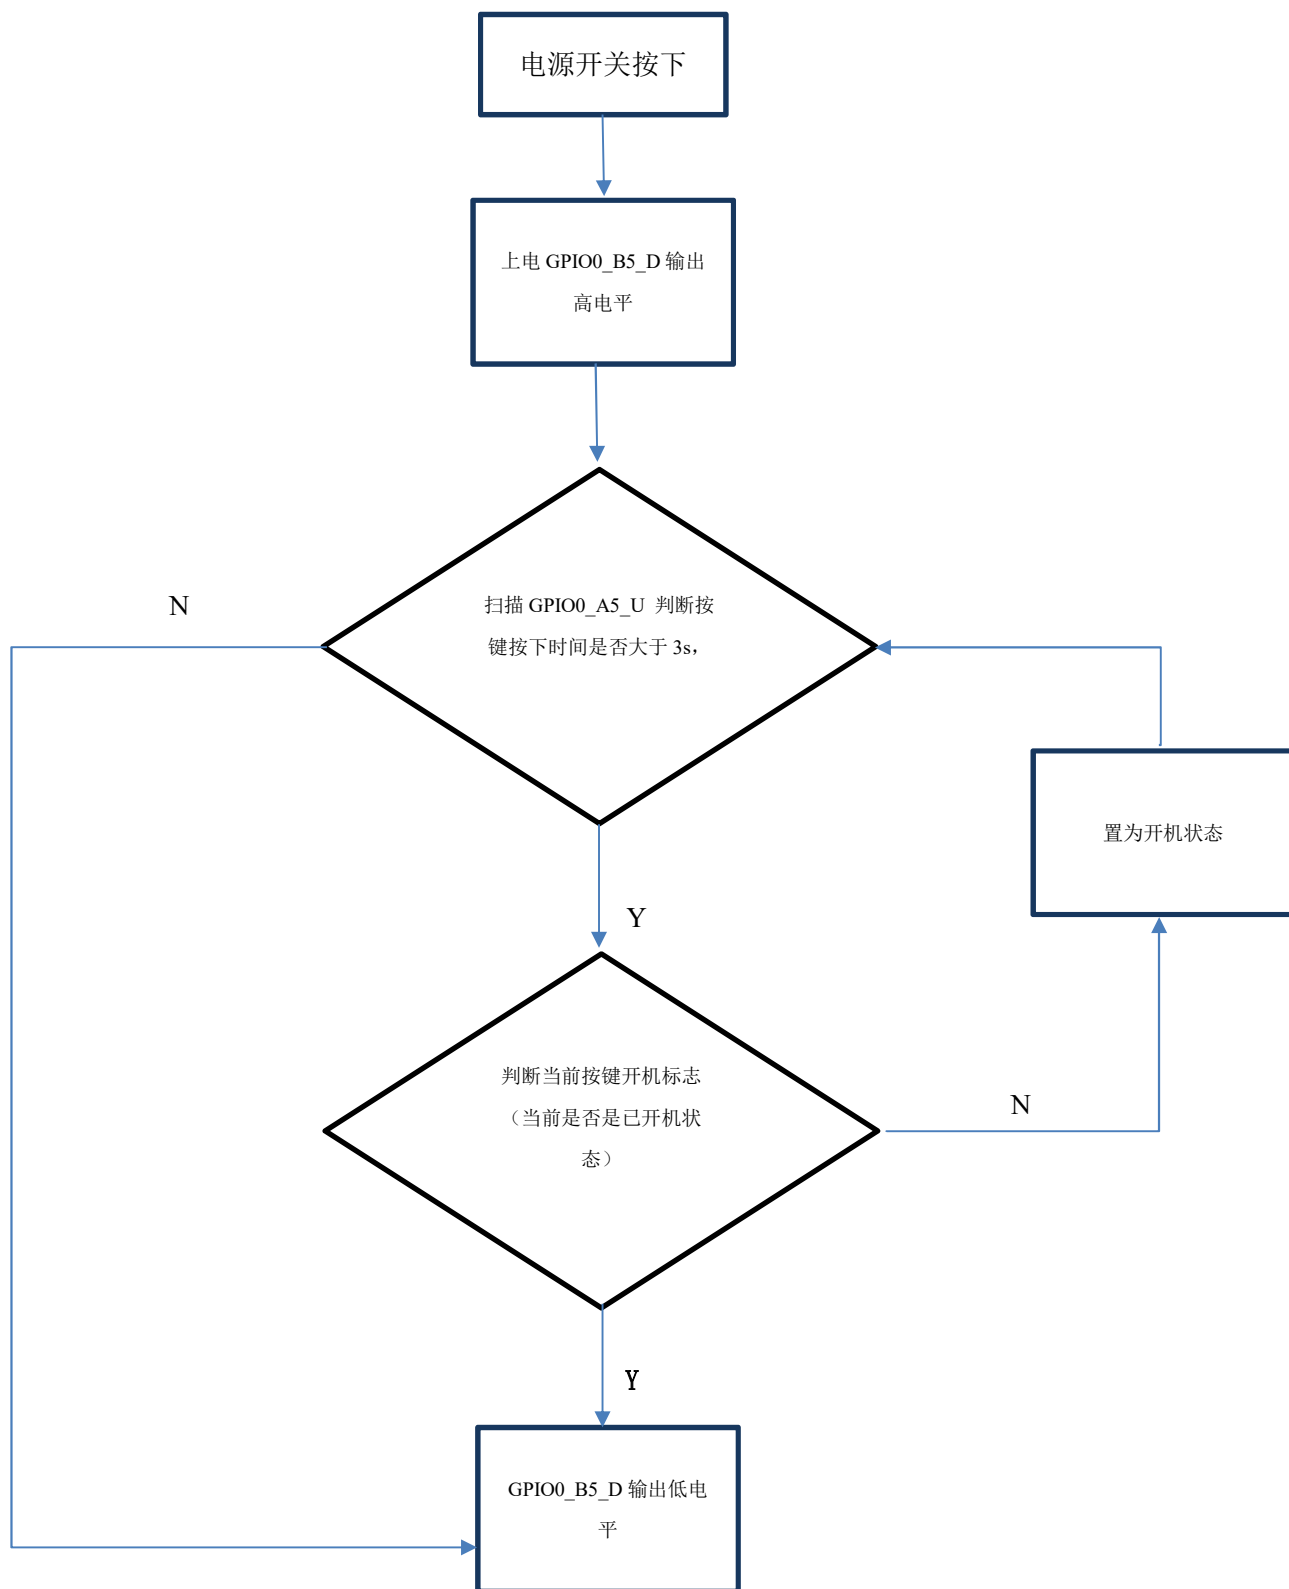 电源开关按下
上电 GPIO0_B5_D 输出
高电平
N
扫描 GPIO0_A5_U 判断按
键按下时间是否大于 3s，
置为开机状态
Y
判断当前按键开机标志
（当前是否是已开机状
态）
N
Y
GPIO0_B5_D 输出低电
平